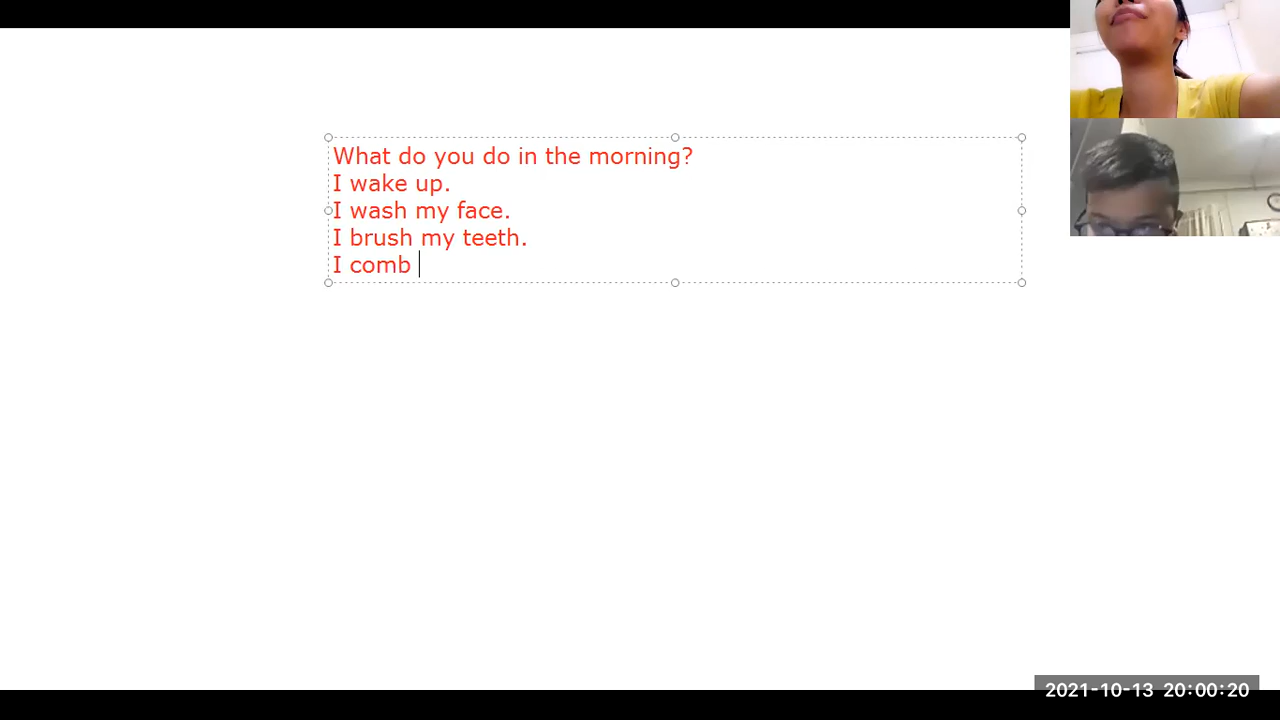 What do you do in the morning?
I wake up.
I wash my face.
I brush my teeth.
I comb
2021-10-13 20:00:20